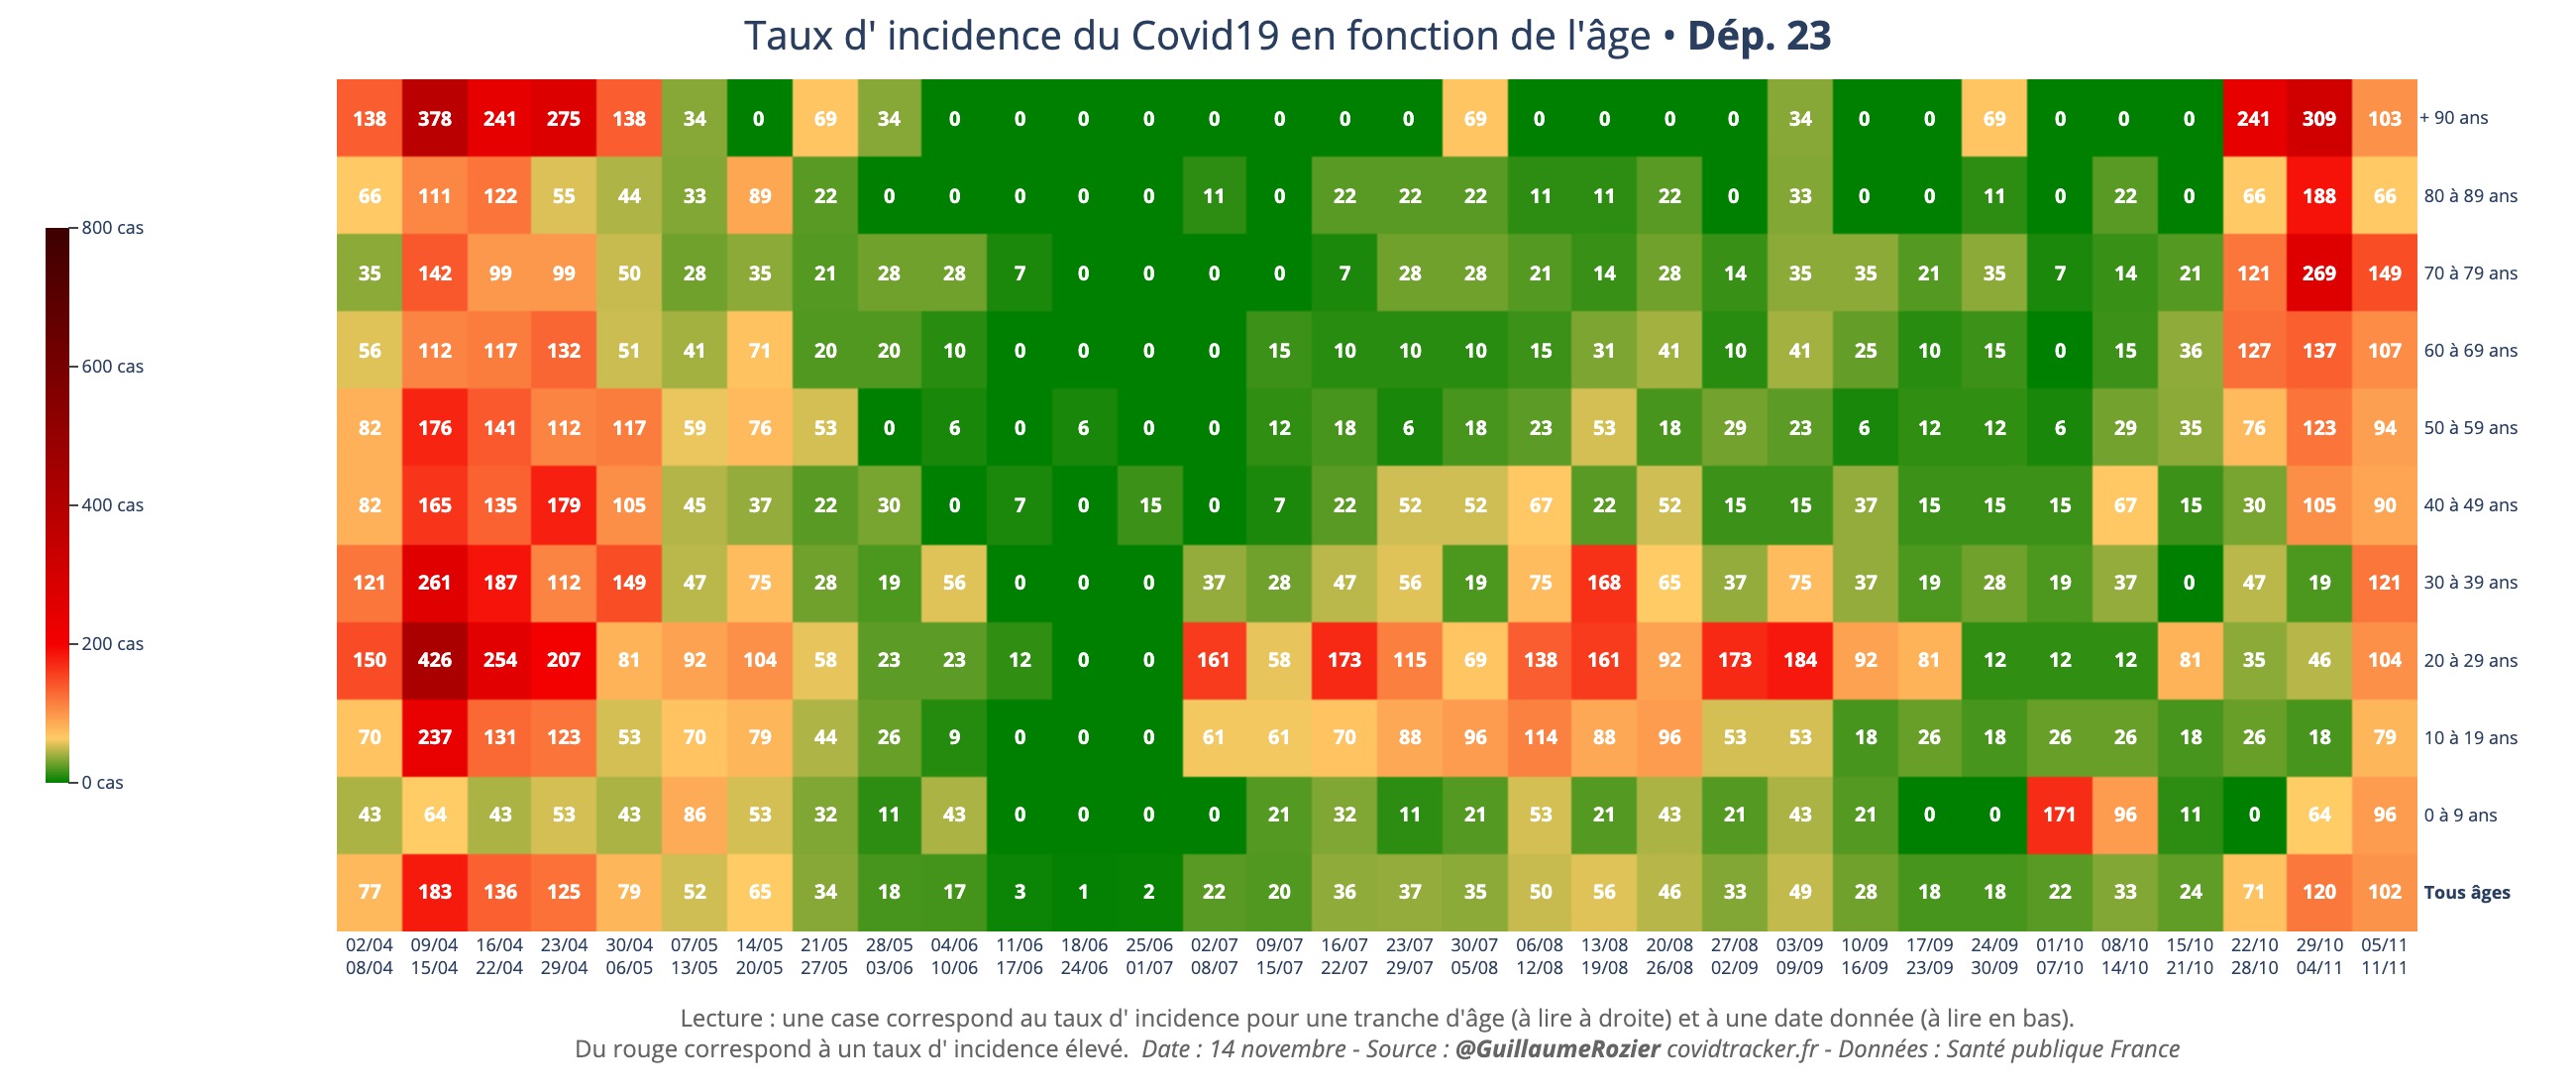 Taux d' incidence du Covid19 en fonction de l'âge • Dép. 23
138 378 241 275 138 34 0 69 34 0 0 0 0 0 0 0 0 69 0 0 0 0 34 0 0 69 0 0 0 241 309 103 + 90 ans
66 111 122 55 44 33 89 22 0 0 0 0 0 11 0 22 22 22 11 11 22 0 33 0 0 11 0 22 0 66 188 66 80 à 89 ans
800 cas
35 142 99 99 50 28 35 21 28 28 7 0 0 0 0 7 28 28 21 14 28 14 35 35 21 35 7 14 21 121 269 149 70 à 79 ans
56 112 117 132 51 41 71 20 20 10 0 0 0 0 15 10 10 10 15 31 41 10 41 25 10 15 0 15 36 127 137 107 60 à 69 ans
600 cas
82 176 141 112 117 59 76 53 0 6 0 6 0 0 12 18 6 18 23 53 18 29 23 6 12 12 6 29 35 76 123 94 50 à 59 ans
400 cas
82 165 135 179 105 45 37 22 30 0 7 0 15 0 7 22 52 52 67 22 52 15 15 37 15 15 15 67 15 30 105 90 40 à 49 ans
121 261 187 112 149 47 75 28 19 56 0 0 0 37 28 47 56 19 75 168 65 37 75 37 19 28 19 37 0 47 19 121 30 à 39 ans
200 cas
150 426 254 207 81 92 104 58 23 23 12 0 0 161 58 173 115 69 138 161 92 173 184 92 81 12 12 12 81 35 46 104 20 à 29 ans
70 237 131 123 53 70 79 44 26 9 0 0 0 61 61 70 88 96 114 88 96 53 53 18 26 18 26 26 18 26 18 79 10 à 19 ans
0 cas
43 64 43 53 43 86 53 32 11 43 0 0 0 0 21 32 11 21 53 21 43 21 43 21 0 0 171 96 11 0 64 96 0 à 9 ans
77 183 136 125 79 52 65 34 18 17 3 1 2 22 20 36 37 35 50 56 46 33 49 28 18 18 22 33 24 71 120 102 Tous âges
02/04 09/04 16/04 23/04 30/04 07/05 14/05 21/05 28/05 04/06 11/06 18/06 25/06 02/07 09/07 16/07 23/07 30/07 06/08 13/08 20/08 27/08 03/09 10/09 17/09 24/09 01/10 08/10 15/10 22/10 29/10 05/11
08/04 15/04 22/04 29/04 06/05 13/05 20/05 27/05 03/06 10/06 17/06 24/06 01/07 08/07 15/07 22/07 29/07 05/08 12/08 19/08 26/08 02/09 09/09 16/09 23/09 30/09 07/10 14/10 21/10 28/10 04/11 11/11
Lecture : une case correspond au taux d' incidence pour une tranche d'âge (à lire à droite) et à une date donnée (à lire en bas).
Du rouge correspond à un taux d' incidence élevé. Date : 14 novembre - Source : @GuillaumeRozier covidtracker.fr - Données : Santé publique France